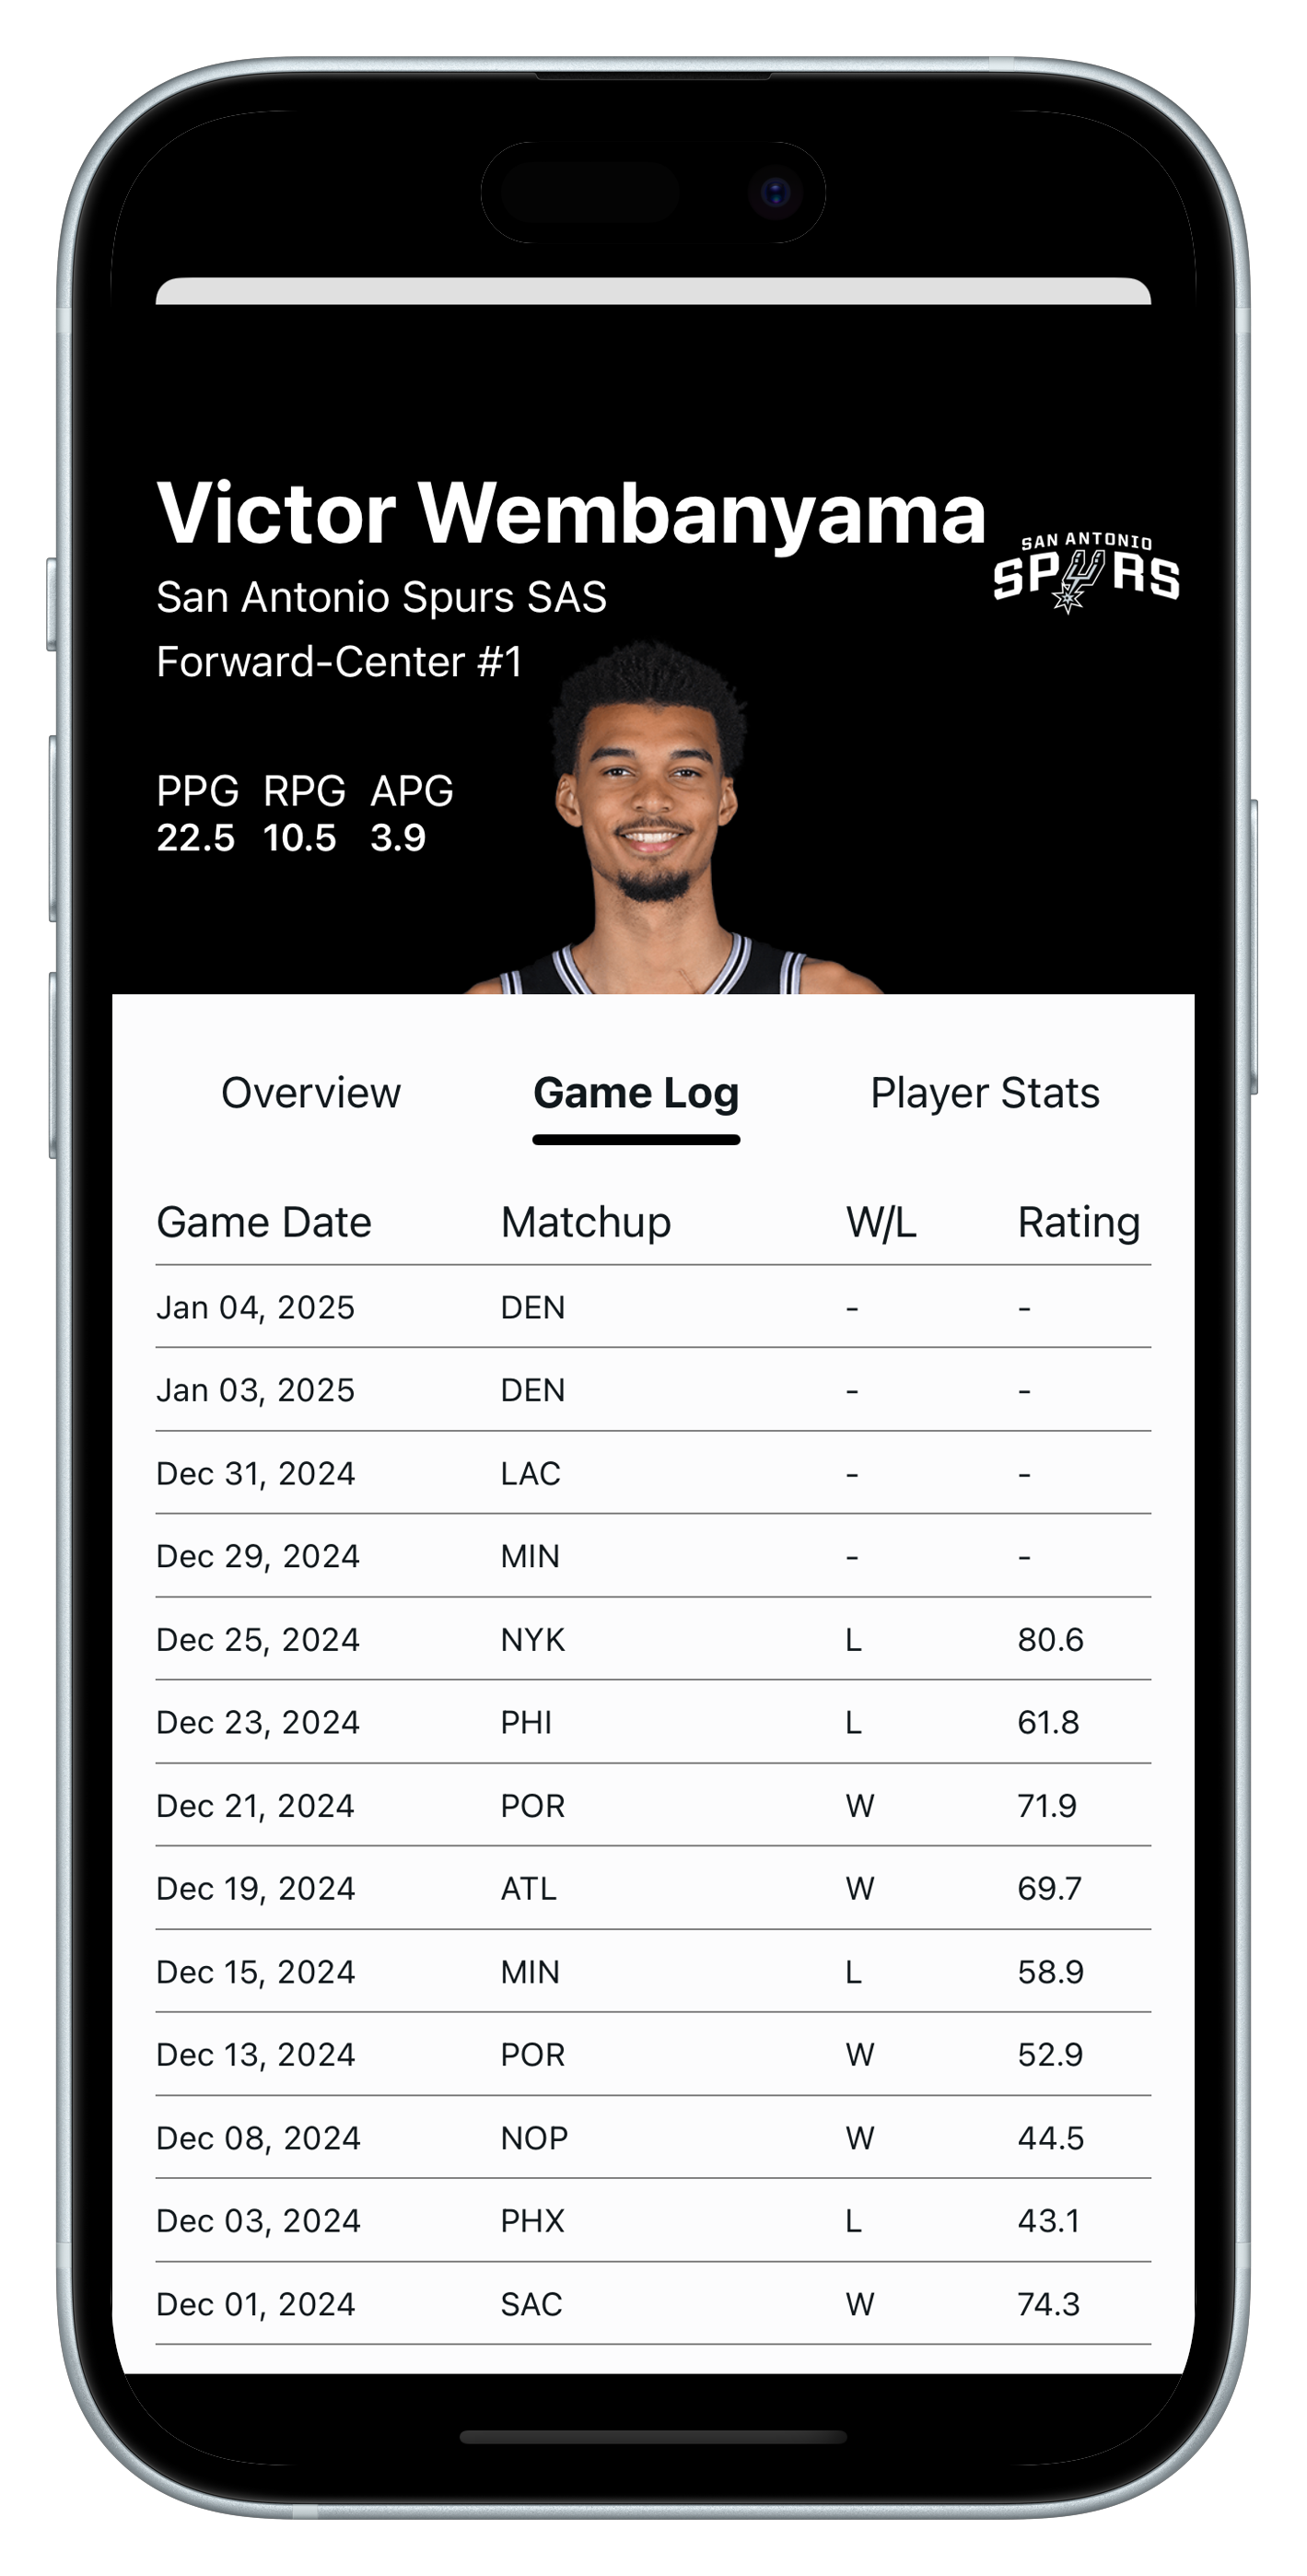 Victor Wembanyama
SAN ANTONIO
SPURS
San Antonio Spurs SAS
Forward-Center #1
PPG RPG APG
22.5 10.5 3.9
Overview Game Log Player Stats
Game Date Matchup W/L Rating
Jan 04, 2025 DEN - -
Jan 03, 2025 DEN - -
Dec 31, 2024 LAC - -
Dec 29, 2024 MIN - -
Dec 25, 2024 NYK L 80.6
Dec 23, 2024 PHI L 61.8
Dec 21, 2024 POR W 71.9
Dec 19, 2024 ATL W 69.7
Dec 15, 2024 MIN L 58.9
Dec 13, 2024 POR W 52.9
Dec 08, 2024 NOP W 44.5
Dec 03, 2024 PHX L 43.1
Dec 01, 2024 SAC W 74.3